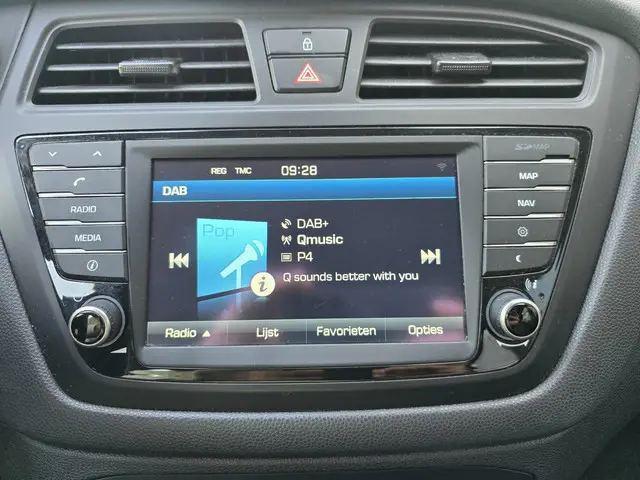 REG TMC 09:28
DAB
RADIO
MEDIA
MAP
NAV
Pop
DAB+
Qmusic
P4
Q sounds better with you
Radio Lijst Favorieten Opties